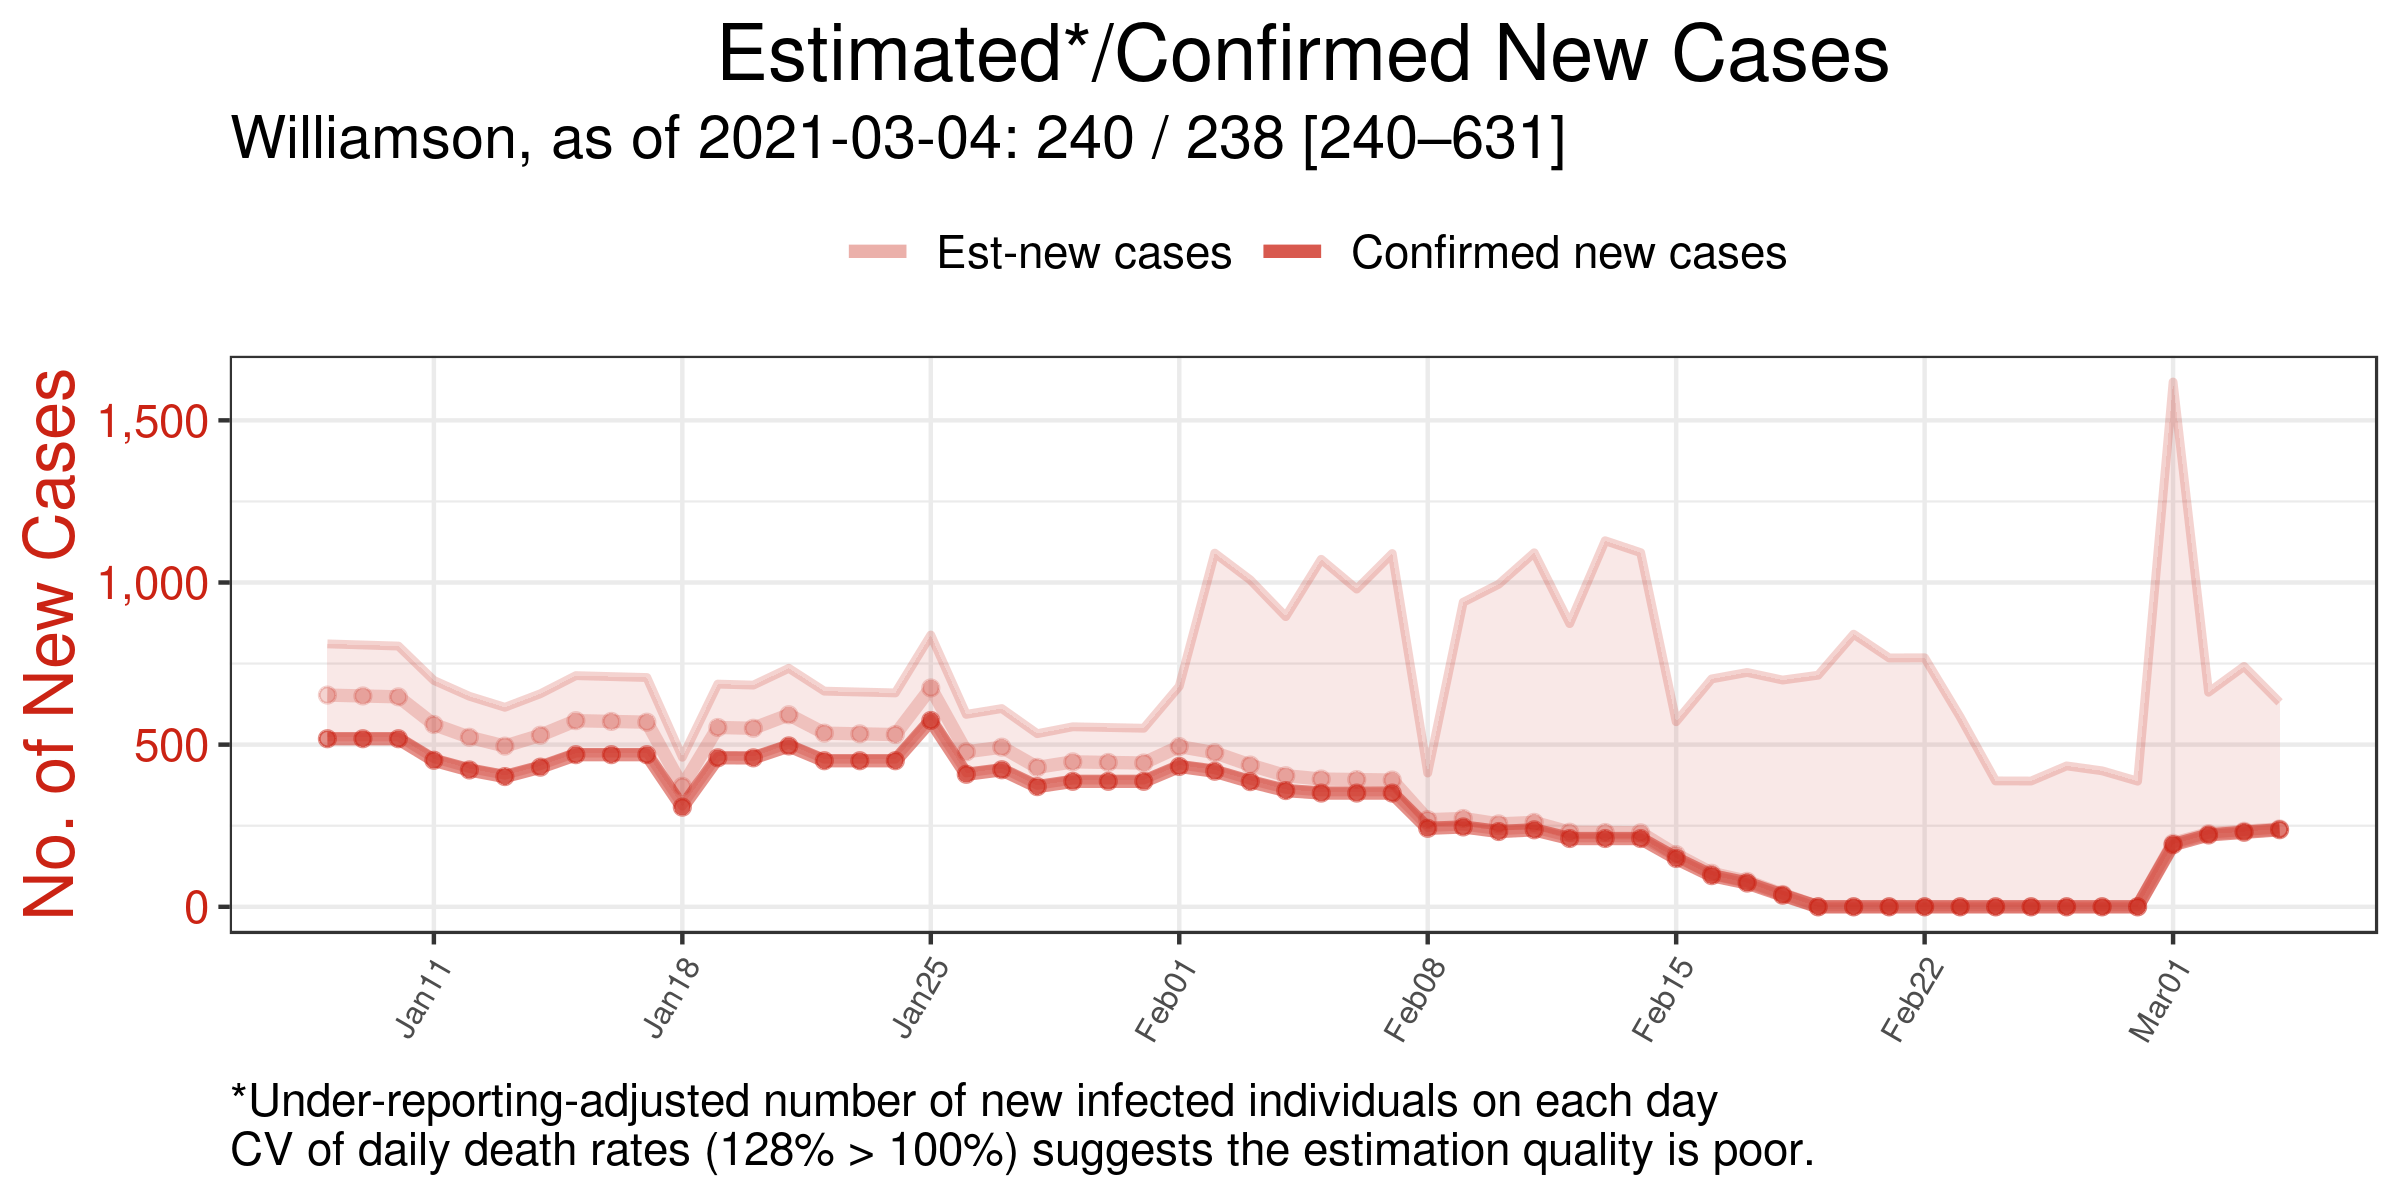 Estimated*/Confirmed New Cases
Williamson, as of 2021-03-04: 240 / 238 [240–631]
Est-new cases Confirmed new cases
No. of New Cases
1,500
1,000
500
0
Jan11 Jan18 Jan25 Feb01 Feb08 Feb15 Feb22 Mar01
*Under-reporting-adjusted number of new infected individuals on each day
CV of daily death rates (128% > 100%) suggests the estimation quality is poor.